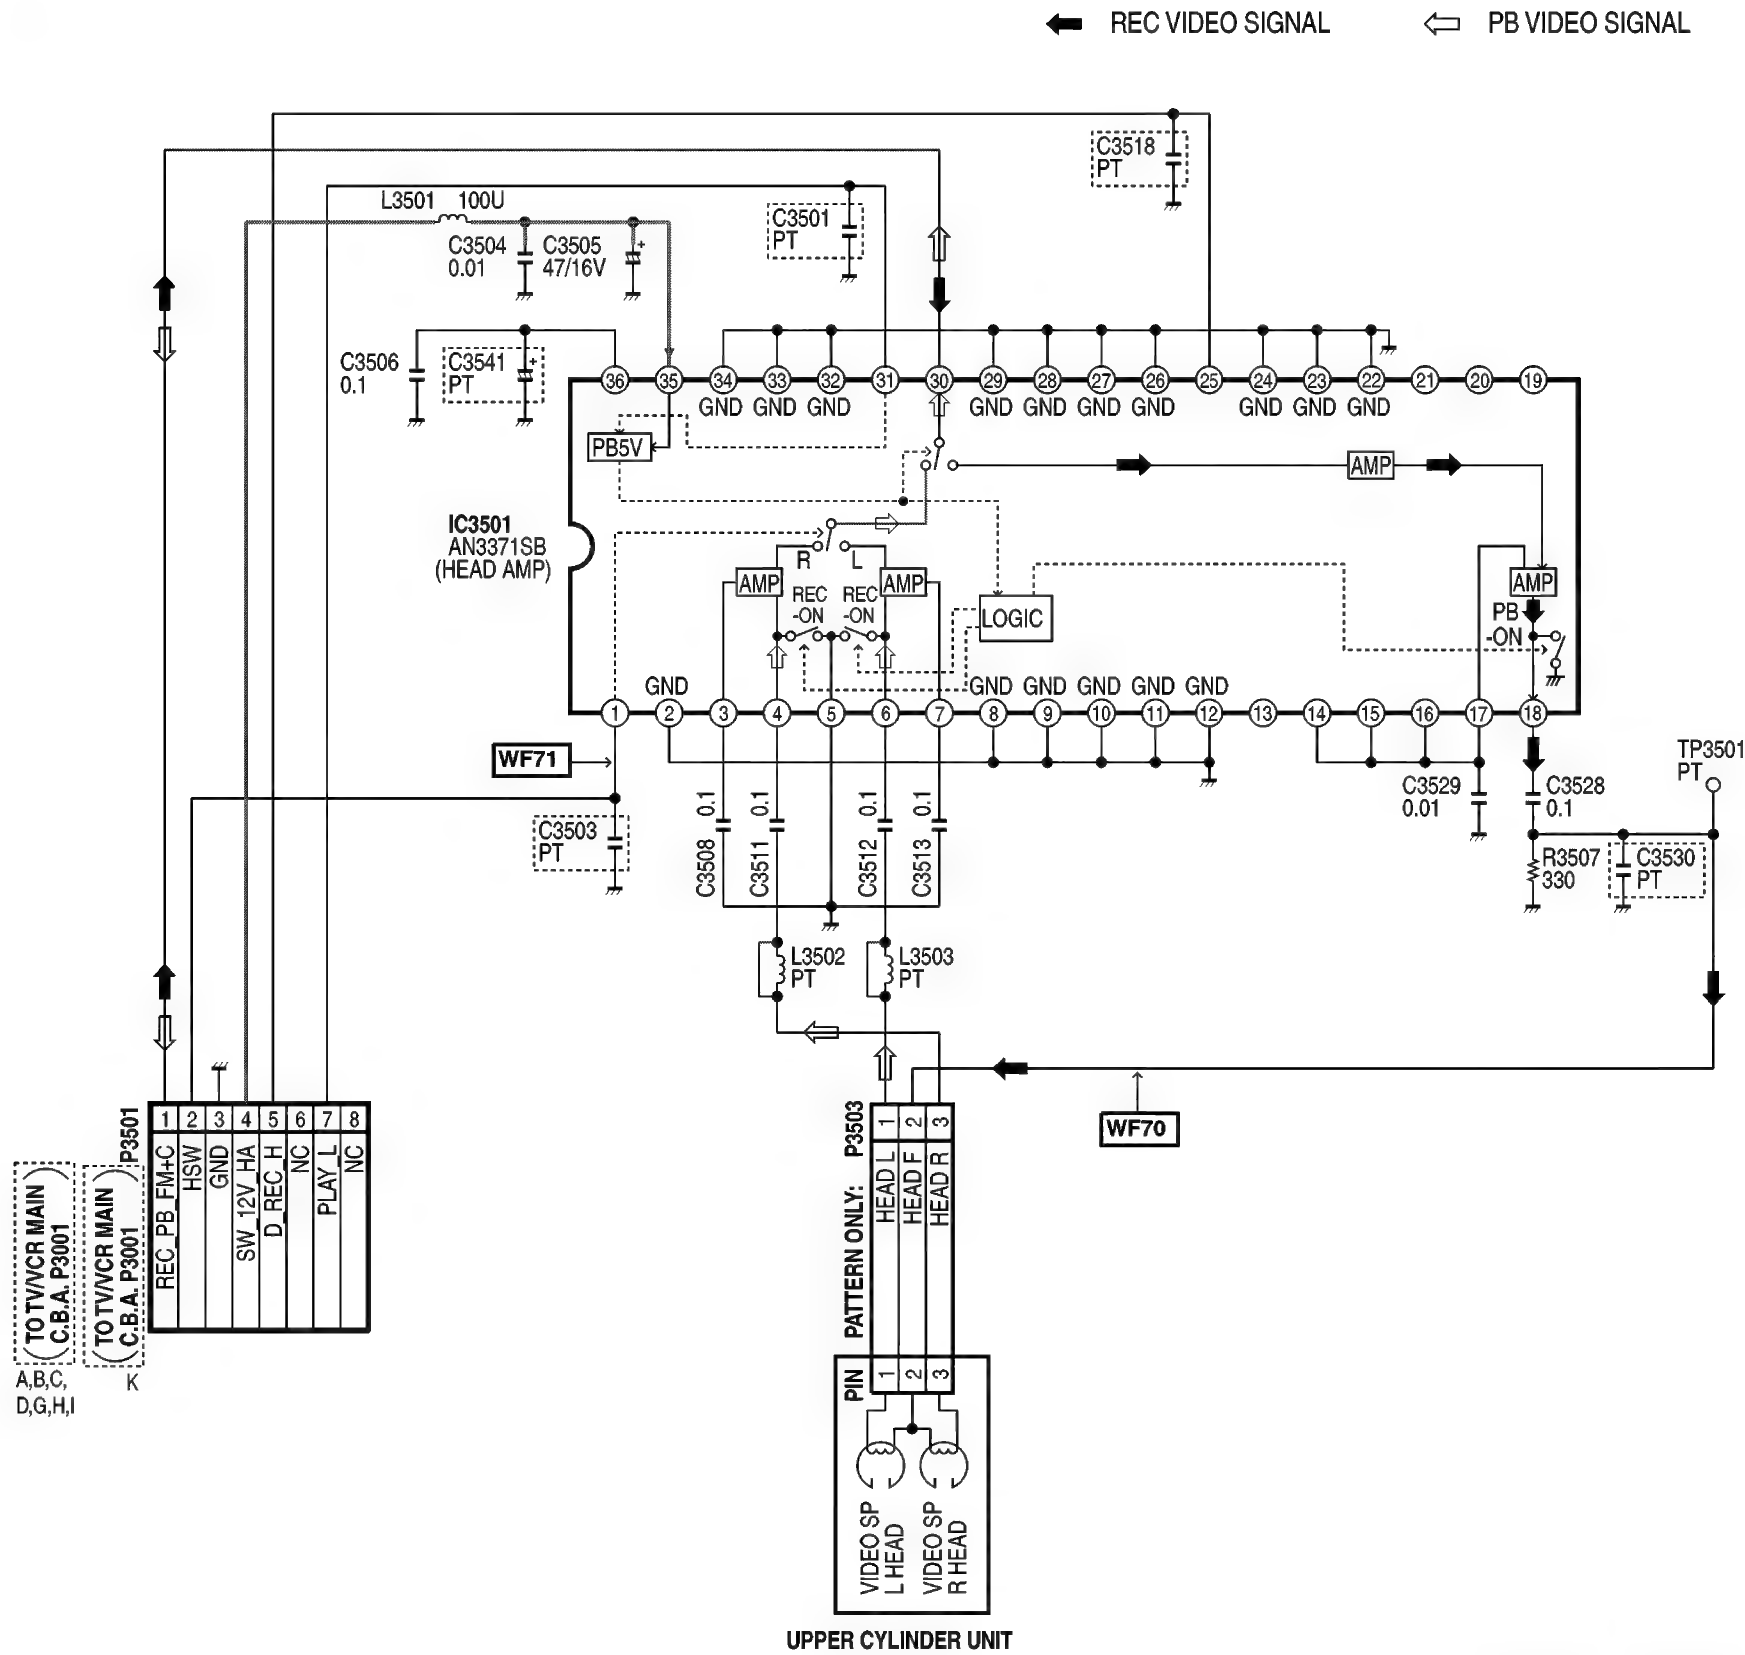 REC VIDEO SIGNAL
PB VIDEO SIGNAL
C3518
PT
L3501 100U
C3501
PT
C3504
0.01
C3505
47/16V
+
C3506
0.1
C3541
PT
+
36 35 34 33 32 31 30 29 28 27 26 25 24 23 22 21 20 19
GND GND GND GND GND GND GND GND GND GND
PB5V
AMP
IC3501
AN3371SB
(HEAD AMP)
R L
AMP
REC
-ON
REC
-ON
AMP
LOGIC
AMP
PB
-ON
GND GND GND GND GND GND
1 2 3 4 5 6 7 8 9 10 11 12 13 14 15 16 17 18
WF71
C3503
PT
C3508 0.1
C3511 0.1
C3512 0.1
C3513 0.1
C3529
0.01
C3528
0.1
TP3501
PT
R3507
330
C3530
PT
L3502
PT
L3503
PT
WF70
P3501
1 2 3 4 5 6 7 8
REC_PB_FM+C
HSW
GND
SW_12V_HA
D_REC_H
NC
PLAY_L
NC
(TO TV/VCR MAIN
C.B.A. P3001)
A,B,C,
D,G,H,I
(TO TV/VCR MAIN
C.B.A. P3001)
K
PATTERN ONLY: P3503
1 2 3
HEAD L
HEAD F
HEAD R
PIN
1 2 3
VIDEO SP
L HEAD
VIDEO SP
R HEAD
UPPER CYLINDER UNIT